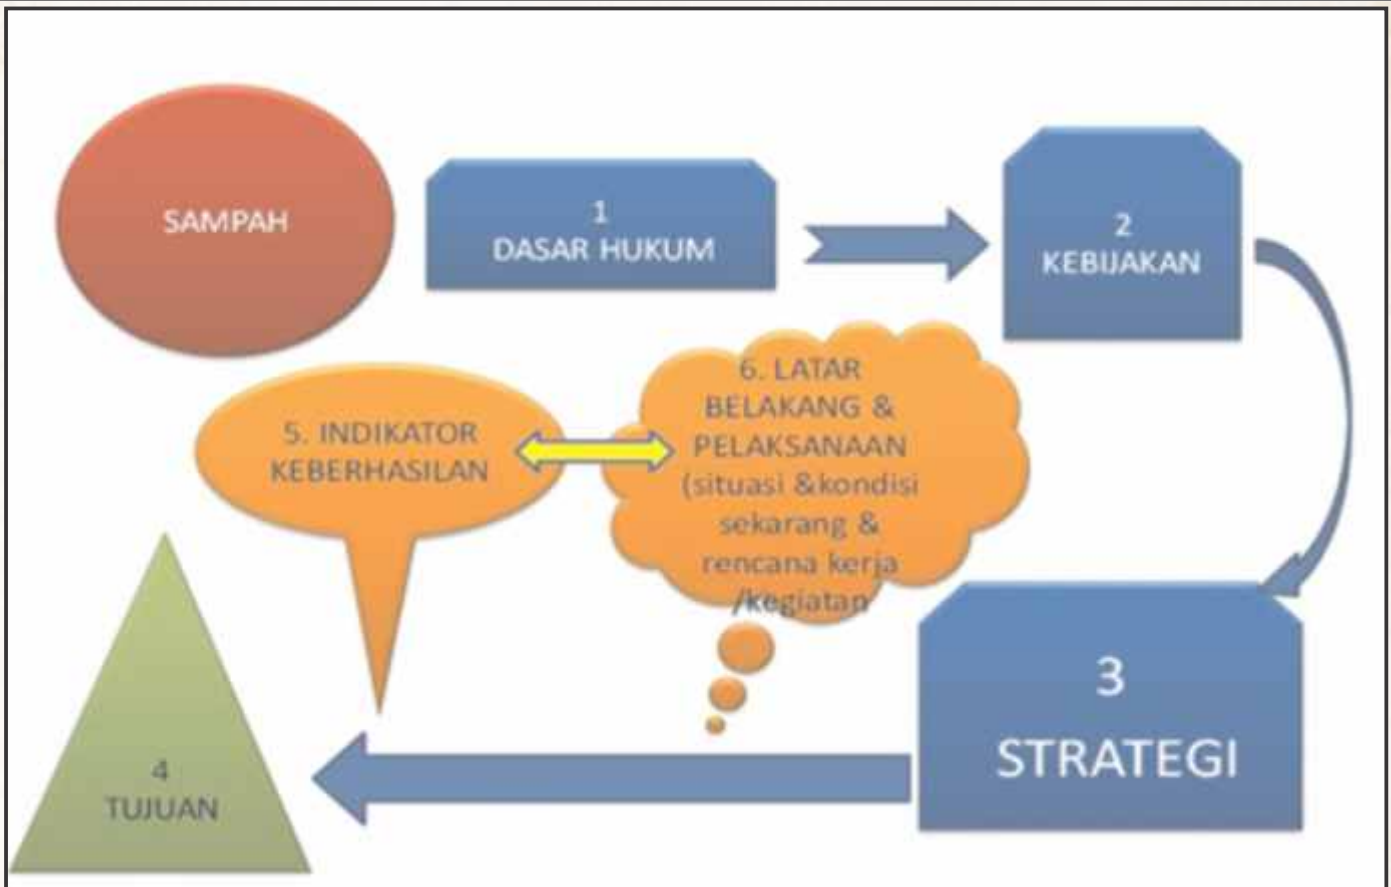 SAMPAH
1
DASAR HUKUM
2
KEBIJAKAN
3
STRATEGI
4
TUJUAN
5. INDIKATOR
KEBERHASILAN
6. LATAR
BELAKANG &
PELAKSANAAN
(situasi &kondisi
sekarang &
rencana kerja
/kegiatan